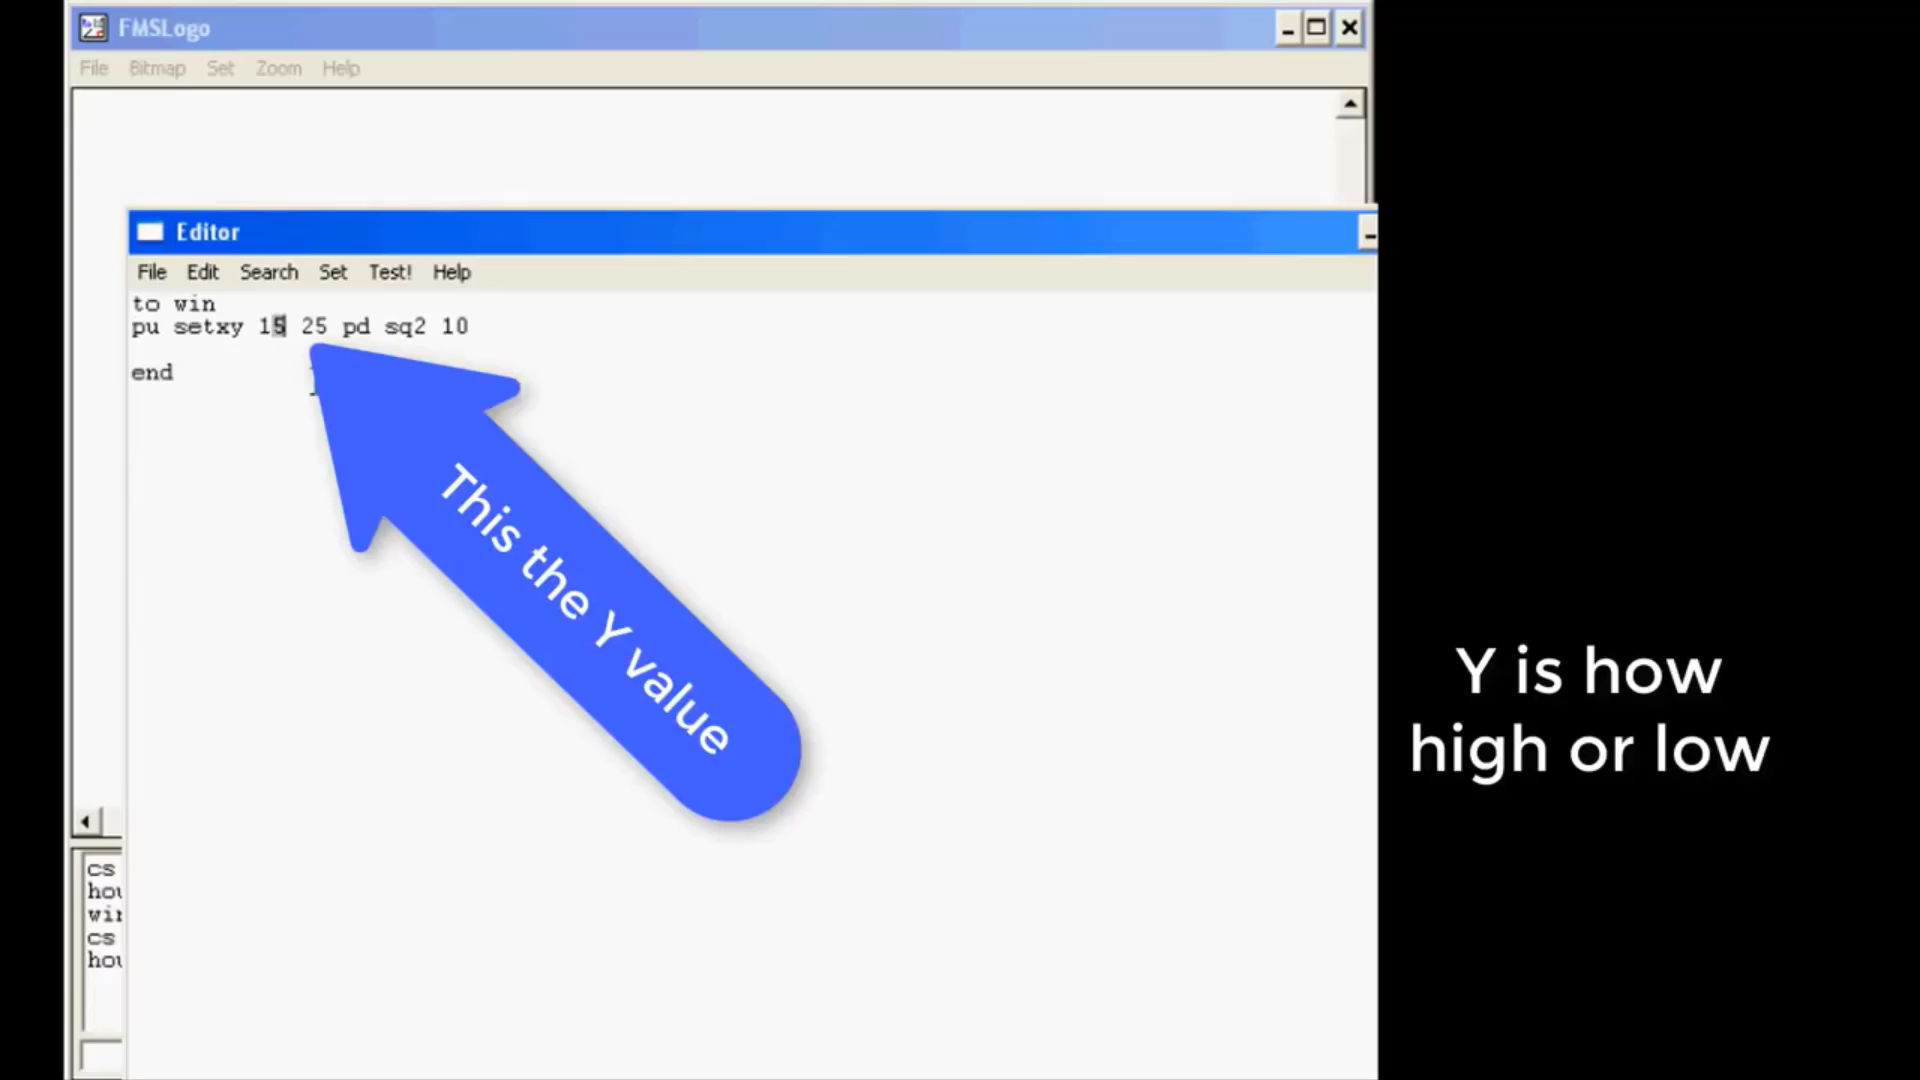 FMSLogo
File Bitmap Set Zoom Help
Editor
File Edit Search Set Test! Help
to win
pu setxy 15 25 pd sq2 10
end
This the Y value
Y is how
high or low
cs
cs